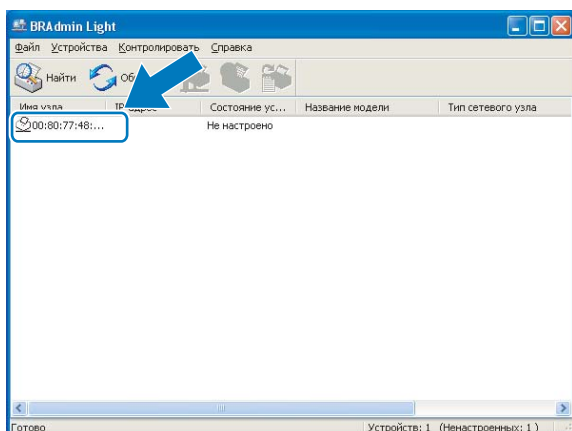 BRAdmin Light
Файл Устройства Контролировать Справка
Найти
Имя узла IP адрес Состояние ус... Название модели Тип сетевого узла
00:80:77:48:... Не настроено
Готово Устройств: 1 (Ненастроенных: 1)